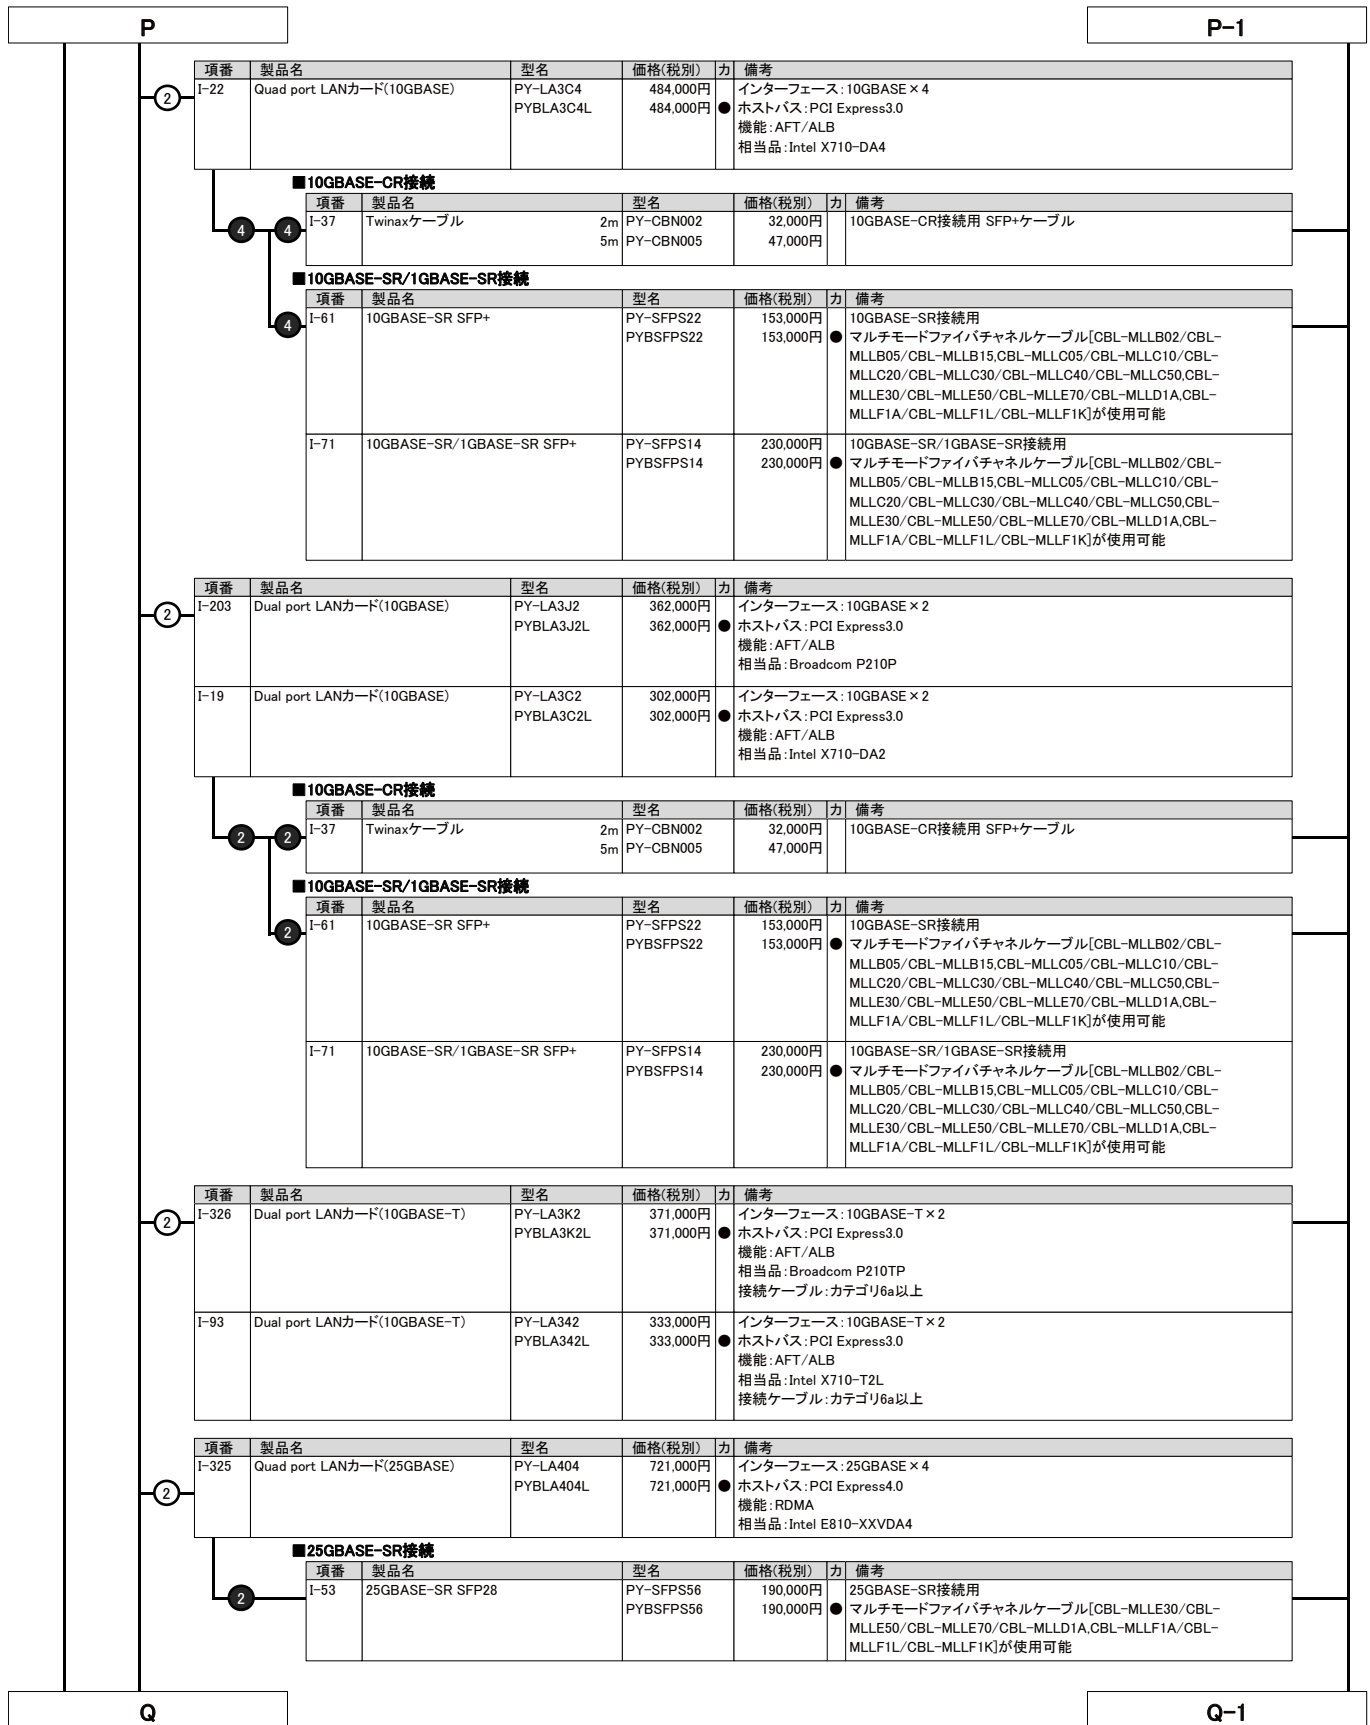 P
P-1
項番 製品名 型名 価格(税別) カ 備考
② I-22 Quad port LANカード(10GBASE) PY-LA3C4 484,000円 インターフェース:10GBASE×4
PYBLA3C4L 484,000円 ● ホストバス:PCI Express3.0
機能:AFT/ALB
相当品:Intel X710-DA4
■10GBASE-CR接続
項番 製品名 型名 価格(税別) カ 備考
4 4 I-37 Twinaxケーブル 2m PY-CBN002 32,000円 10GBASE-CR接続用 SFP+ケーブル
5m PY-CBN005 47,000円
■10GBASE-SR/1GBASE-SR接続
項番 製品名 型名 価格(税別) カ 備考
4 I-61 10GBASE-SR SFP+ PY-SFPS22 153,000円 10GBASE-SR接続用
PYBSFPS22 153,000円 ● マルチモードファイバチャネルケーブル[CBL-MLLB02/CBL-
MLLB05/CBL-MLLB15,CBL-MLLC05/CBL-MLLC10/CBL-
MLLC20/CBL-MLLC30/CBL-MLLC40/CBL-MLLC50,CBL-
MLLE30/CBL-MLLE50/CBL-MLLE70/CBL-MLLD1A,CBL-
MLLF1A/CBL-MLLF1L/CBL-MLLF1K]が使用可能
I-71 10GBASE-SR/1GBASE-SR SFP+ PY-SFPS14 230,000円 10GBASE-SR/1GBASE-SR接続用
PYBSFPS14 230,000円 ● マルチモードファイバチャネルケーブル[CBL-MLLB02/CBL-
MLLB05/CBL-MLLB15,CBL-MLLC05/CBL-MLLC10/CBL-
MLLC20/CBL-MLLC30/CBL-MLLC40/CBL-MLLC50,CBL-
MLLE30/CBL-MLLE50/CBL-MLLE70/CBL-MLLD1A,CBL-
MLLF1A/CBL-MLLF1L/CBL-MLLF1K]が使用可能
項番 製品名 型名 価格(税別) カ 備考
② I-203 Dual port LANカード(10GBASE) PY-LA3J2 362,000円 インターフェース:10GBASE×2
PYBLA3J2L 362,000円 ● ホストバス:PCI Express3.0
機能:AFT/ALB
相当品:Broadcom P210P
I-19 Dual port LANカード(10GBASE) PY-LA3C2 302,000円 インターフェース:10GBASE×2
PYBLA3C2L 302,000円 ● ホストバス:PCI Express3.0
機能:AFT/ALB
相当品:Intel X710-DA2
■10GBASE-CR接続
項番 製品名 型名 価格(税別) カ 備考
2 2 I-37 Twinaxケーブル 2m PY-CBN002 32,000円 10GBASE-CR接続用 SFP+ケーブル
5m PY-CBN005 47,000円
■10GBASE-SR/1GBASE-SR接続
項番 製品名 型名 価格(税別) カ 備考
2 I-61 10GBASE-SR SFP+ PY-SFPS22 153,000円 10GBASE-SR接続用
PYBSFPS22 153,000円 ● マルチモードファイバチャネルケーブル[CBL-MLLB02/CBL-
MLLB05/CBL-MLLB15,CBL-MLLC05/CBL-MLLC10/CBL-
MLLC20/CBL-MLLC30/CBL-MLLC40/CBL-MLLC50,CBL-
MLLE30/CBL-MLLE50/CBL-MLLE70/CBL-MLLD1A,CBL-
MLLF1A/CBL-MLLF1L/CBL-MLLF1K]が使用可能
I-71 10GBASE-SR/1GBASE-SR SFP+ PY-SFPS14 230,000円 10GBASE-SR/1GBASE-SR接続用
PYBSFPS14 230,000円 ● マルチモードファイバチャネルケーブル[CBL-MLLB02/CBL-
MLLB05/CBL-MLLB15,CBL-MLLC05/CBL-MLLC10/CBL-
MLLC20/CBL-MLLC30/CBL-MLLC40/CBL-MLLC50,CBL-
MLLE30/CBL-MLLE50/CBL-MLLE70/CBL-MLLD1A,CBL-
MLLF1A/CBL-MLLF1L/CBL-MLLF1K]が使用可能
項番 製品名 型名 価格(税別) カ 備考
② I-326 Dual port LANカード(10GBASE-T) PY-LA3K2 371,000円 インターフェース:10GBASE-T×2
PYBLA3K2L 371,000円 ● ホストバス:PCI Express3.0
機能:AFT/ALB
相当品:Broadcom P210TP
接続ケーブル:カテゴリ6a以上
I-93 Dual port LANカード(10GBASE-T) PY-LA342 333,000円 インターフェース:10GBASE-T×2
PYBLA342L 333,000円 ● ホストバス:PCI Express3.0
機能:AFT/ALB
相当品:Intel X710-T2L
接続ケーブル:カテゴリ6a以上
項番 製品名 型名 価格(税別) カ 備考
② I-325 Quad port LANカード(25GBASE) PY-LA404 721,000円 インターフェース:25GBASE×4
PYBLA404L 721,000円 ● ホストバス:PCI Express4.0
機能:RDMA
相当品:Intel E810-XXVDA4
■25GBASE-SR接続
項番 製品名 型名 価格(税別) カ 備考
2 I-53 25GBASE-SR SFP28 PY-SFPS56 190,000円 25GBASE-SR接続用
PYBSFPS56 190,000円 ● マルチモードファイバチャネルケーブル[CBL-MLLE30/CBL-
MLLE50/CBL-MLLE70/CBL-MLLD1A,CBL-MLLF1A/CBL-
MLLF1L/CBL-MLLF1K]が使用可能
Q
Q-1